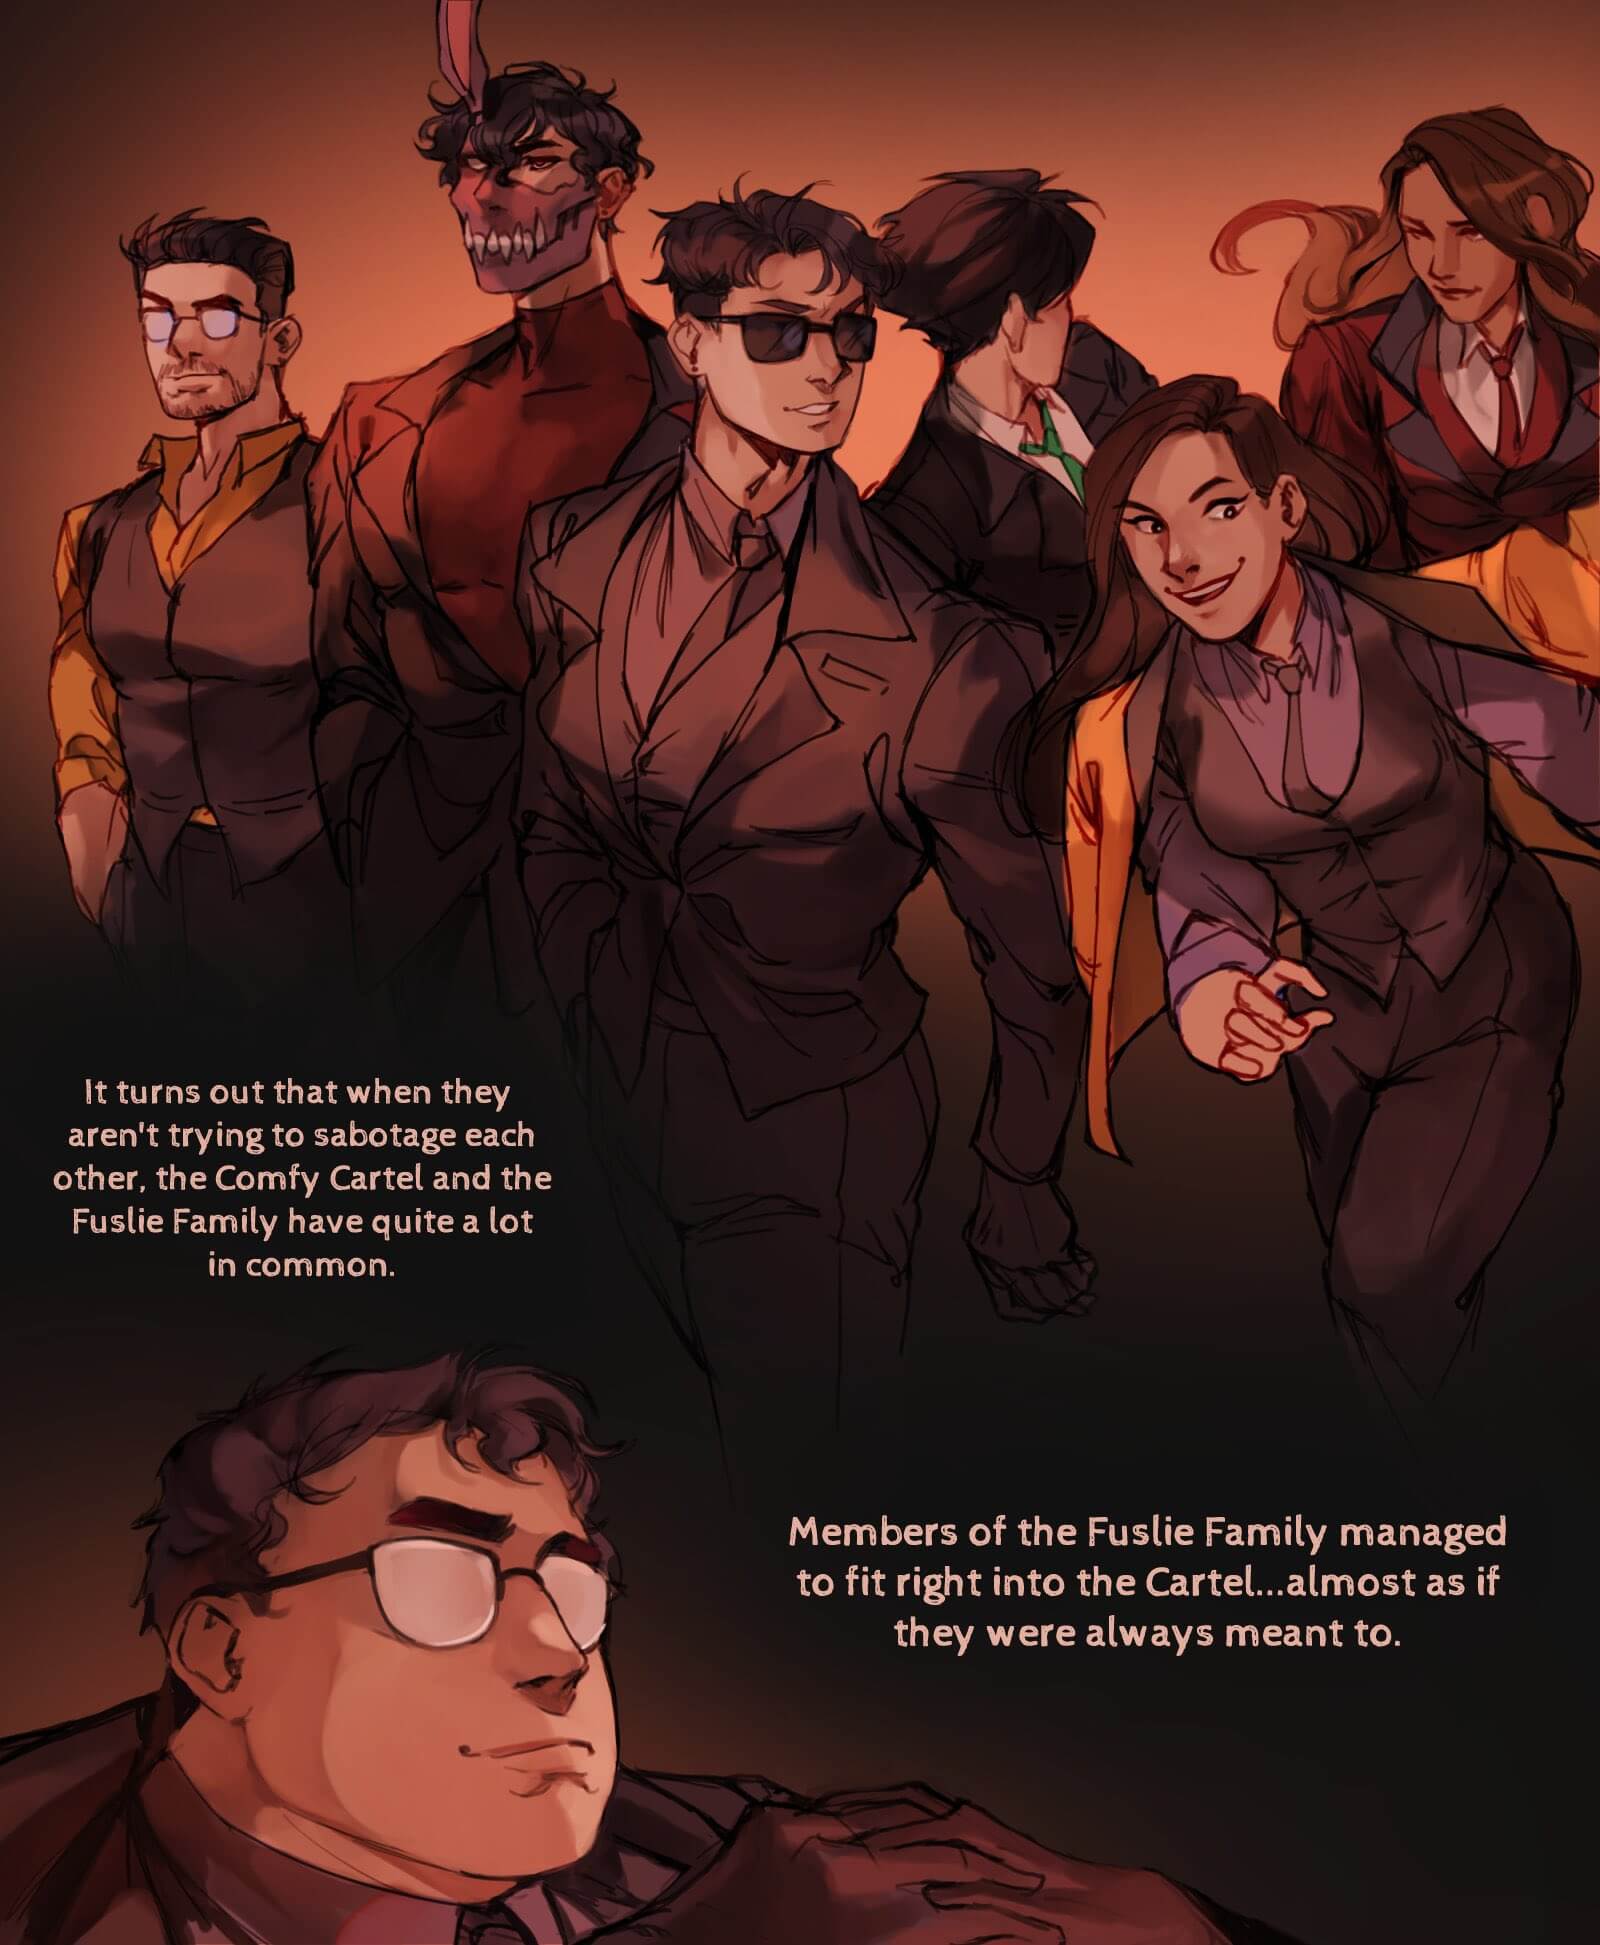 It turns out that when they
aren't trying to sabotage each
other, the Comfy Cartel and the
Fuslie Family have quite a lot
in common.
Members of the Fuslie Family managed
to fit right into the Cartel...almost as if
they were always meant to.